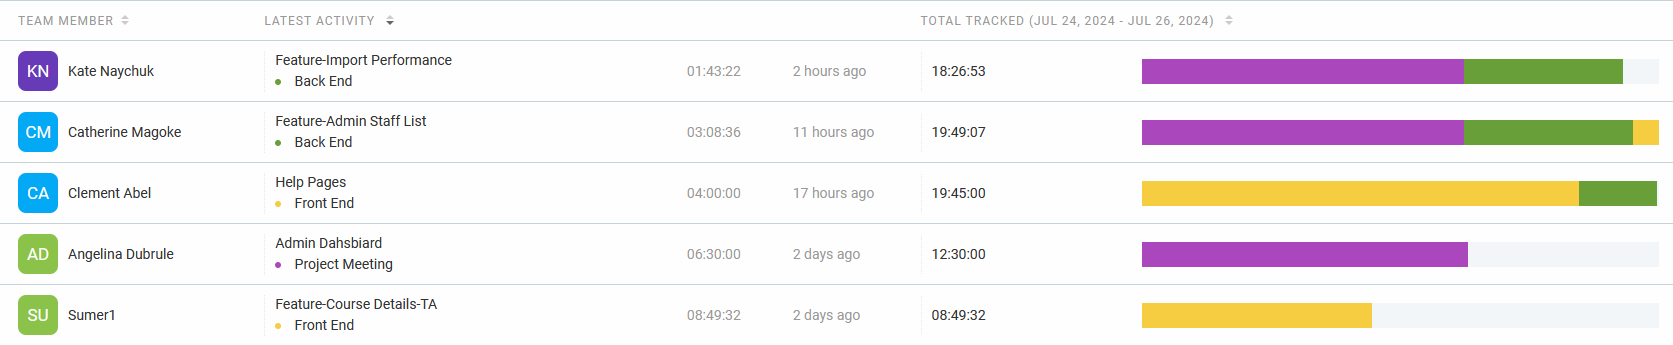 TEAM MEMBER LATEST ACTIVITY TOTAL TRACKED (JUL 24, 2024 - JUL 26, 2024)
KN Kate Naychuk Feature-Import Performance 01:43:22 2 hours ago 18:26:53
Back End
CM Catherine Magoke Feature-Admin Staff List 03:08:36 11 hours ago 19:49:07
Back End
CA Clement Abel Help Pages 04:00:00 17 hours ago 19:45:00
Front End
AD Angelina Dubrule Admin Dahsbiard 06:30:00 2 days ago 12:30:00
Project Meeting
SU Sumer1 Feature-Course Details-TA 08:49:32 2 days ago 08:49:32
Front End